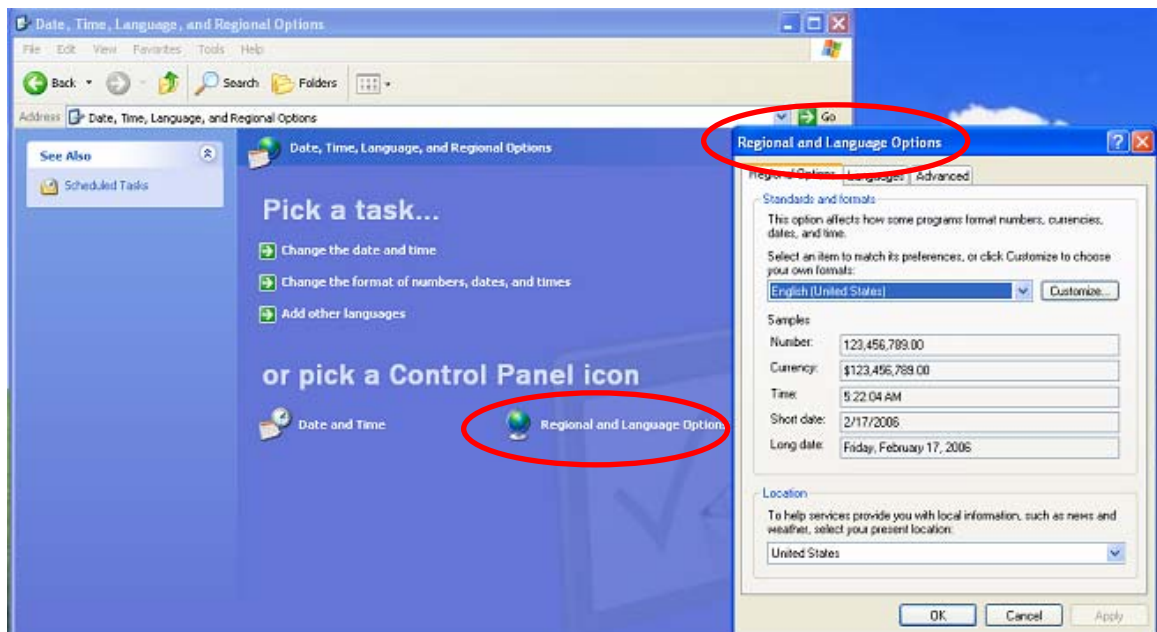 Date, Time, Language, and Regional Options
File Edit View Favorites Tools Help
Back Search Folders
Address Date, Time, Language, and Regional Options Go
See Also
Scheduled Tasks
Date, Time, Language, and Regional Options
Pick a task...
Change the date and time
Change the format of numbers, dates, and times
Add other languages
or pick a Control Panel icon
Date and Time
Regional and Language Option
Regional and Language Options
Regional Options Languages Advanced
Standards and formats
This option affects how some programs format numbers, currencies,
dates, and time.
Select an item to match its preferences, or click Customize to choose
your own formats:
English (United States) Customize...
Samples
Number: 123,456,789.00
Currency: $123,456,789.00
Time: 5:22:04 AM
Short date: 2/17/2006
Long date: Friday, February 17, 2006
Location
To help services provide you with local information, such as news and
weather, select your present location:
United States
OK Cancel Apply